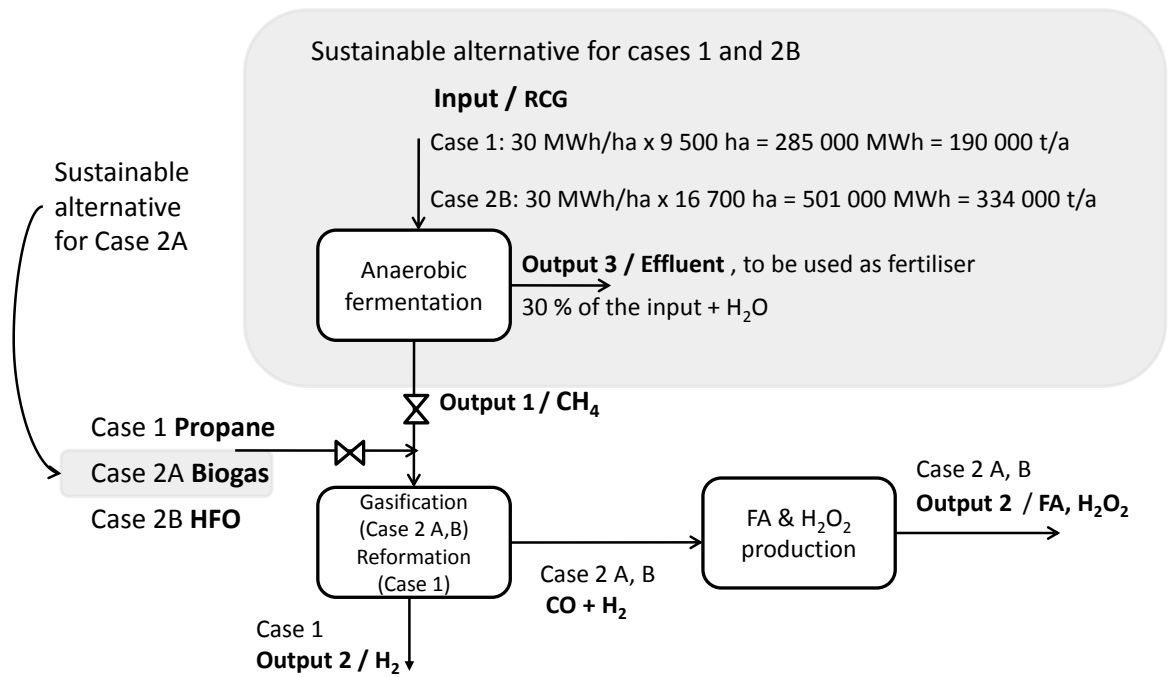 Sustainable alternative for cases 1 and 2B
Input / RCG
Case 1: 30 MWh/ha x 9 500 ha = 285 000 MWh = 190 000 t/a
Case 2B: 30 MWh/ha x 16 700 ha = 501 000 MWh = 334 000 t/a
Sustainable
alternative
for Case 2A
Anaerobic
fermentation
Output 3 / Effluent , to be used as fertiliser
30 % of the input + H₂O
Output 1 / CH₄
Case 1 Propane
Case 2A Biogas
Case 2B HFO
Gasification
(Case 2 A,B)
Reformation
(Case 1)
Case 2 A, B
CO + H₂
FA & H₂O₂
production
Case 2 A, B
Output 2 / FA, H₂O₂
Case 1
Output 2 / H₂